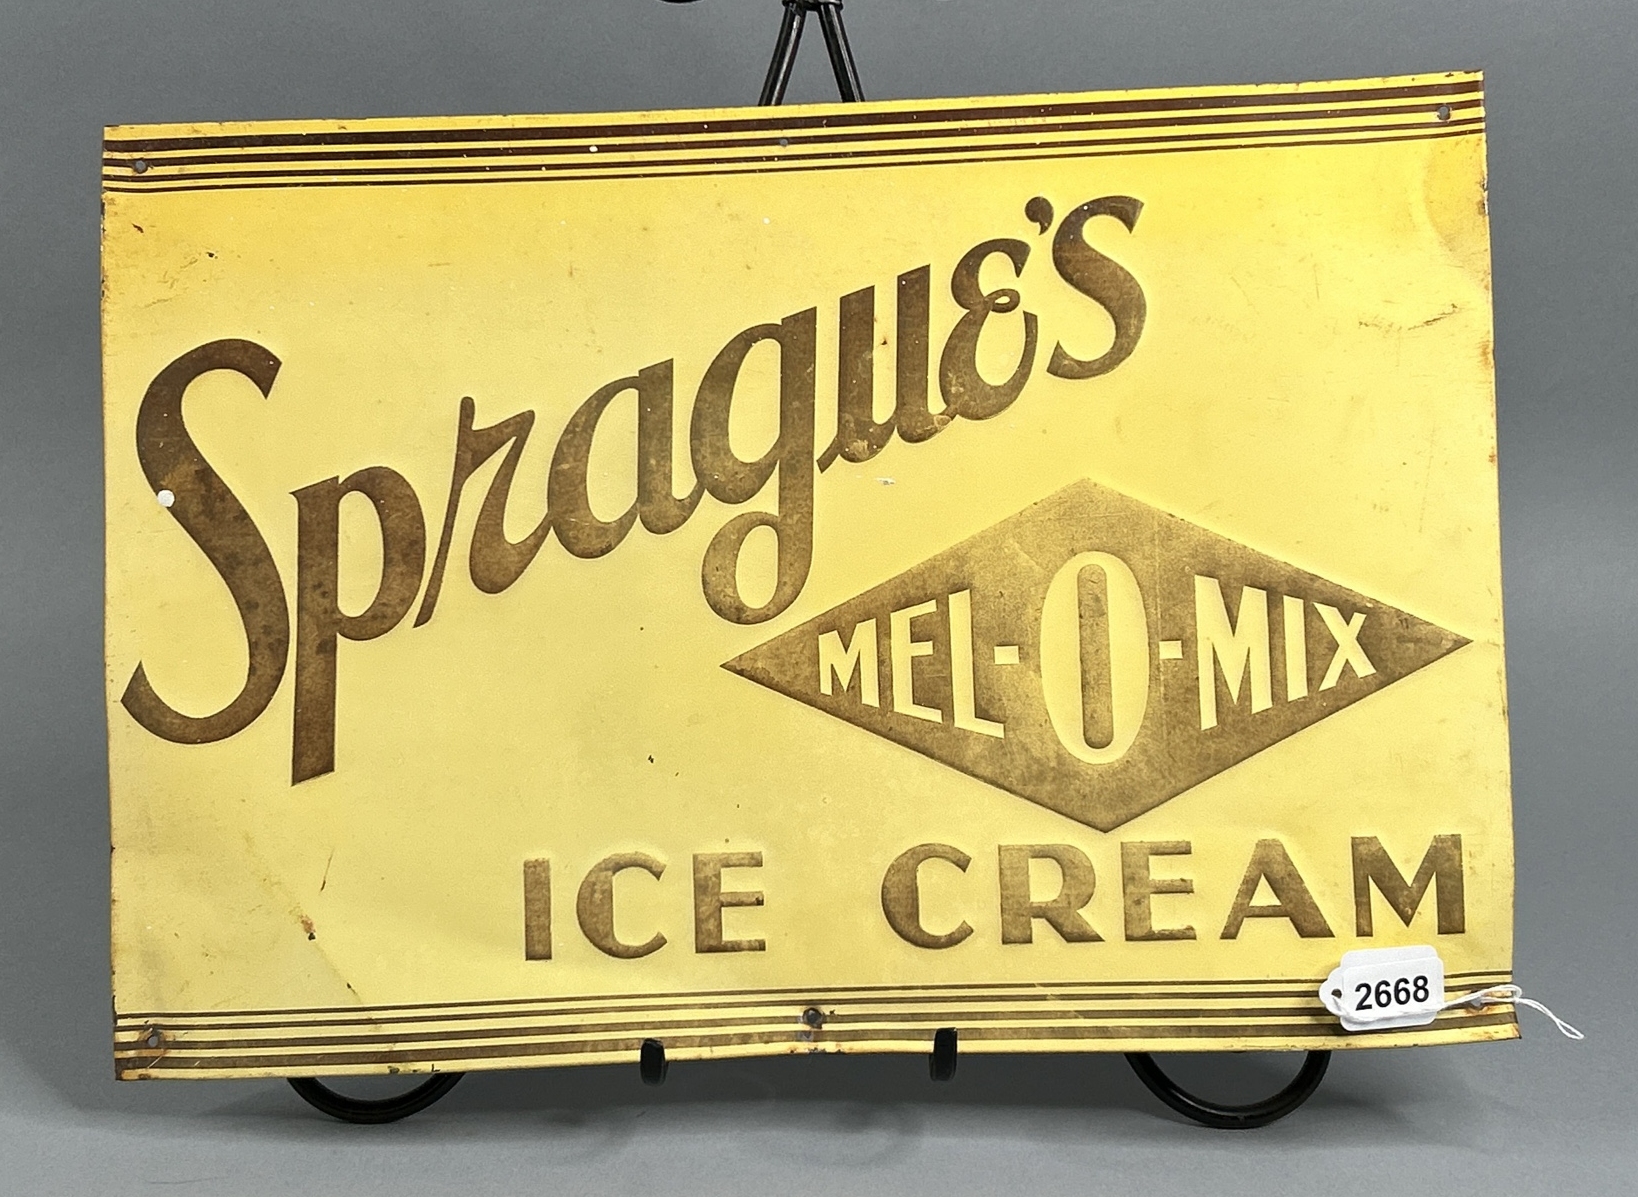 Sprague's
MEL-O-MIX
ICE CREAM
2668